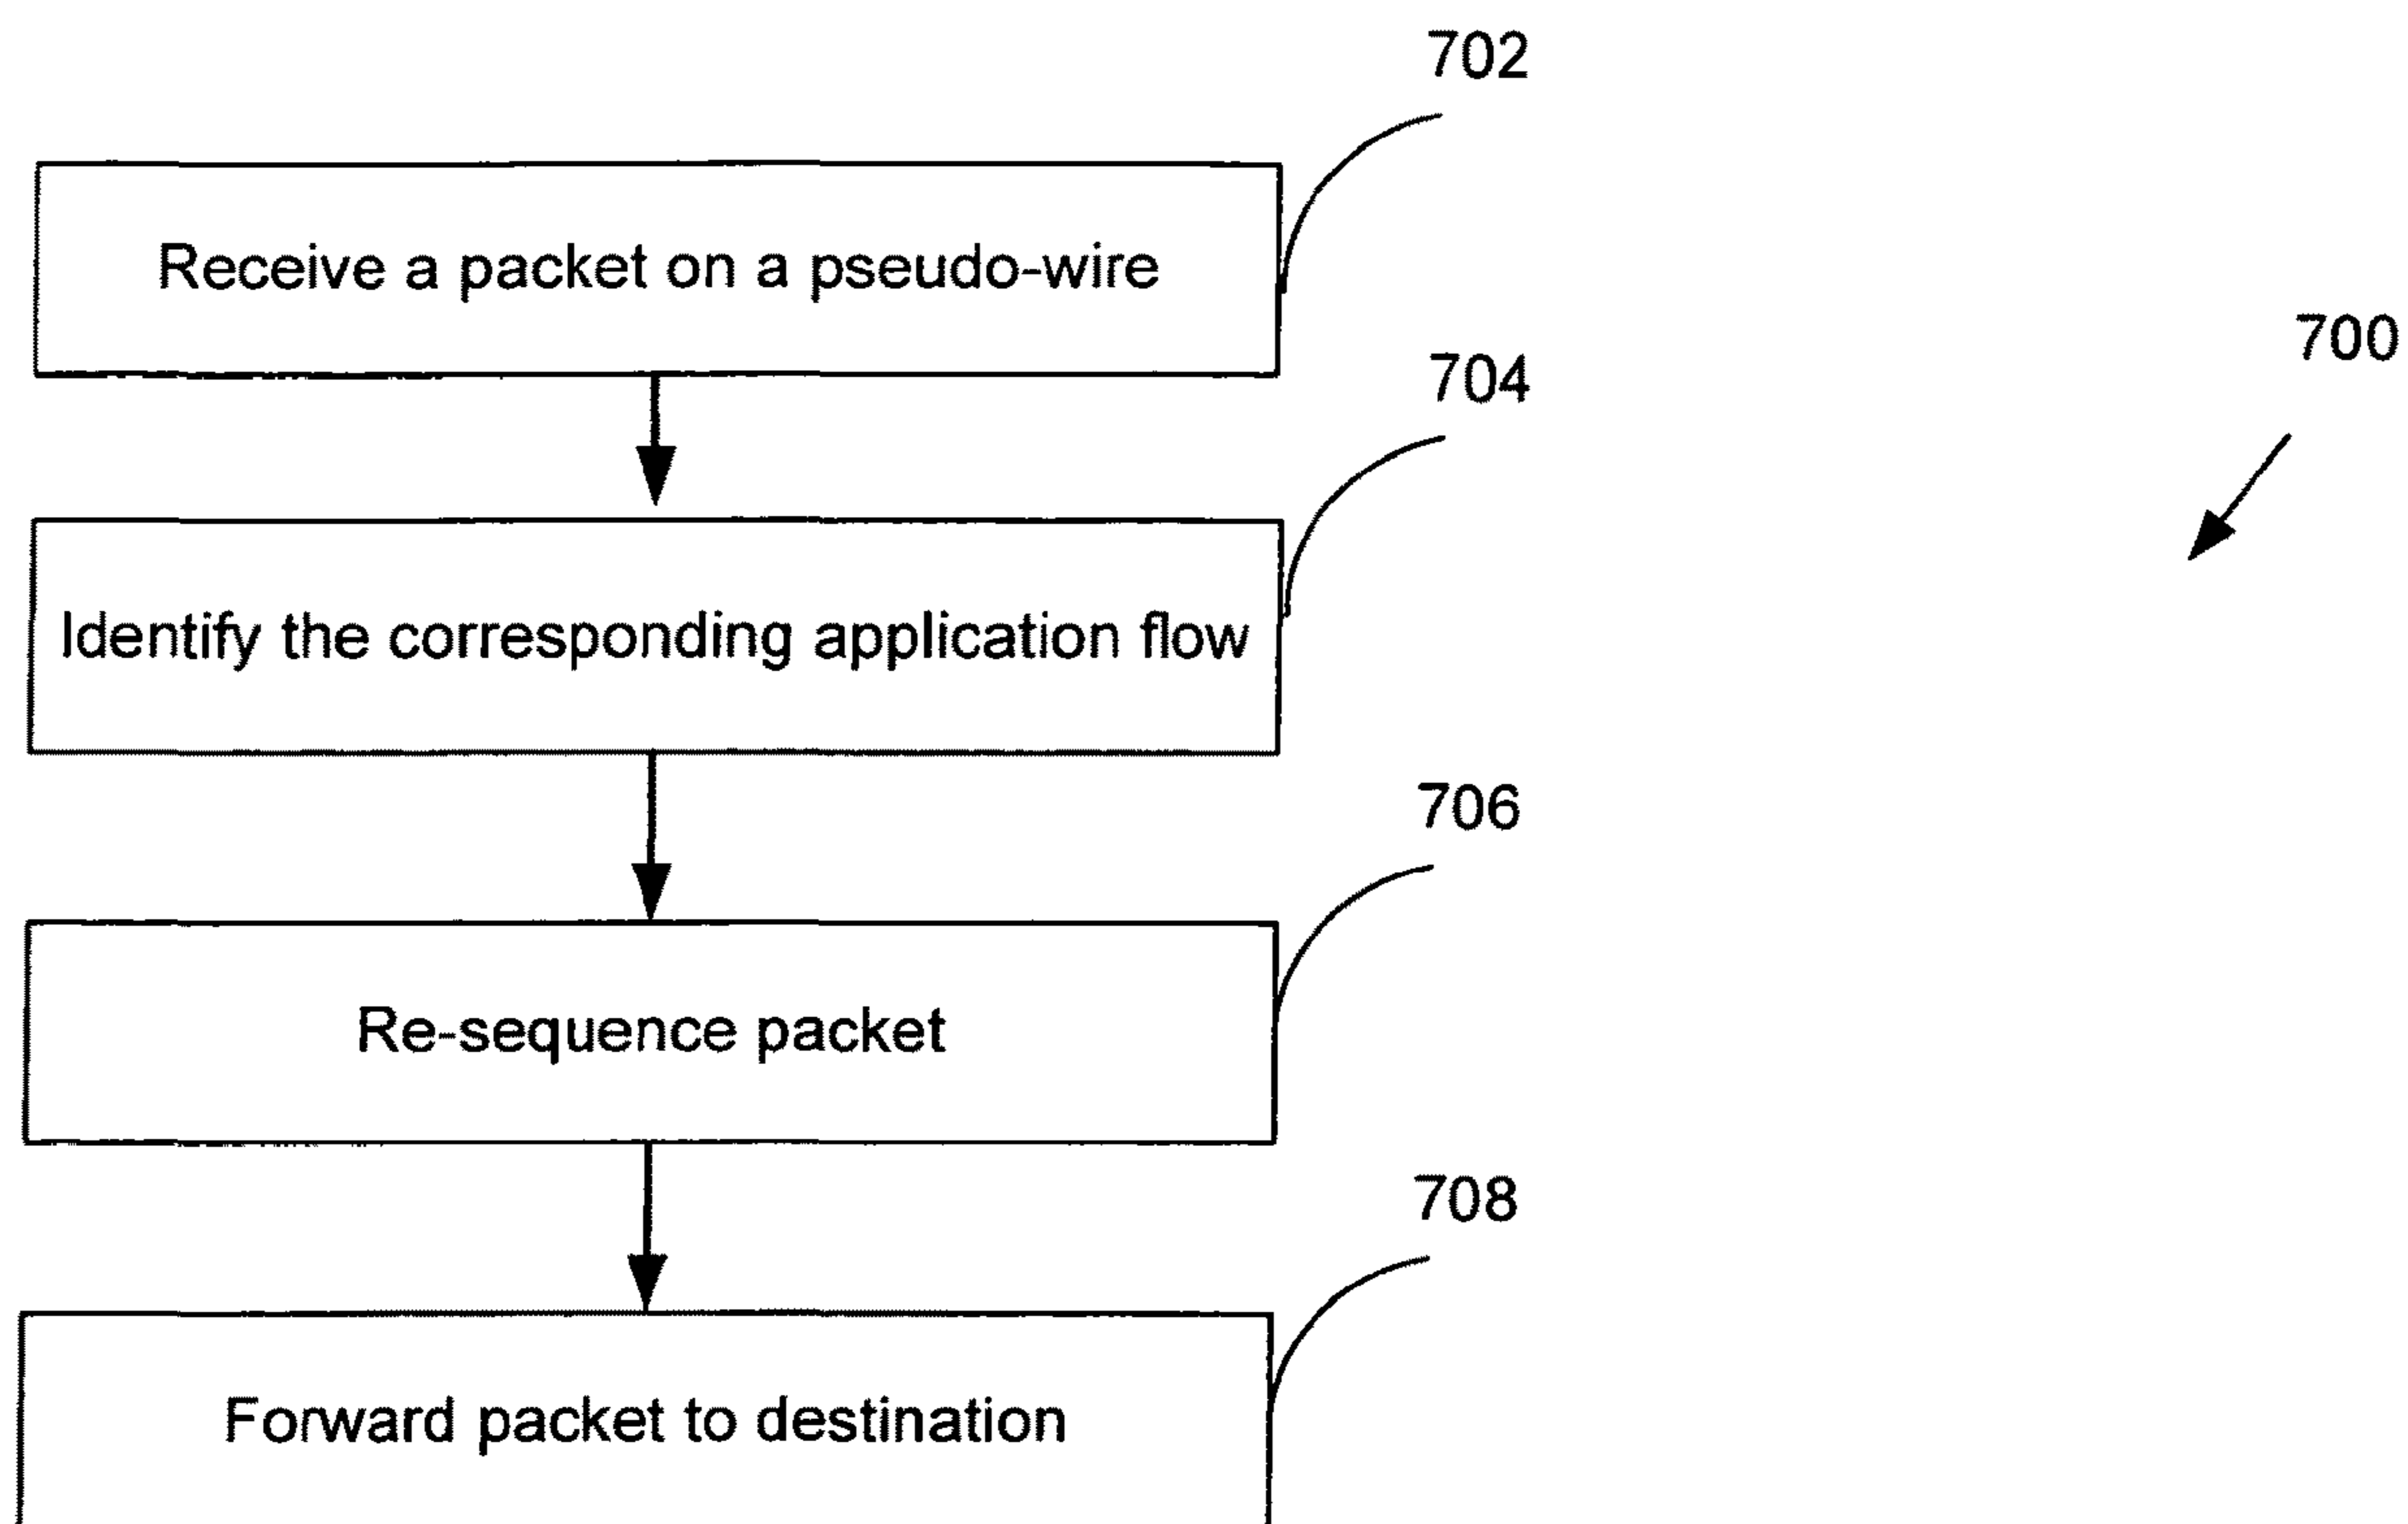 702
Receive a packet on a pseudo-wire
700
704
Identify the corresponding application flow
706
Re-sequence packet
708
Forward packet to destination